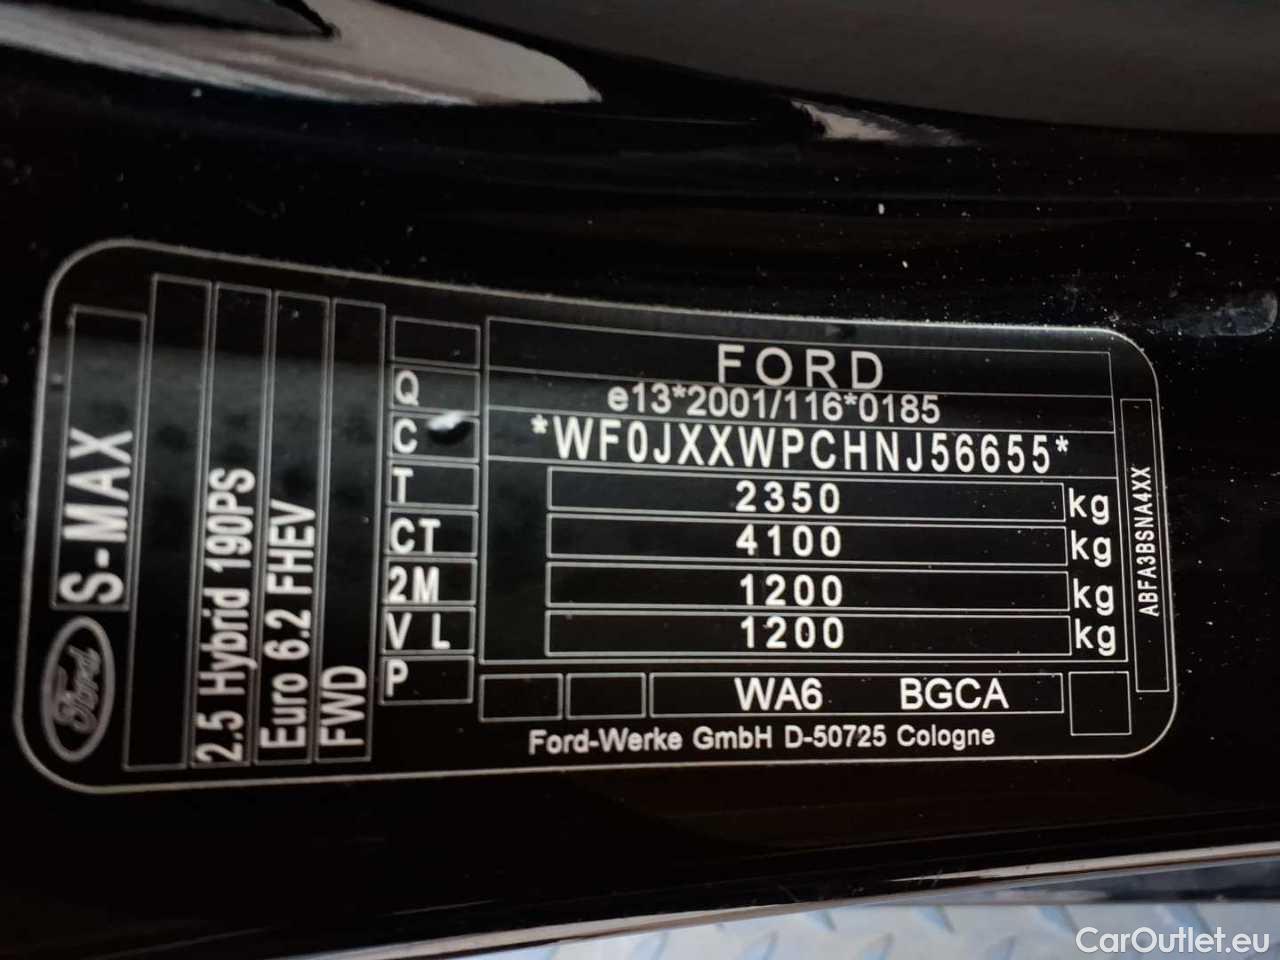 FORD
e13*2001/116*0185
*WF0JXXWPCHNJ56655*
T 2350 kg
CT 4100 kg
2M 1200 kg
V L 1200 kg
Q
C
P
WA6 BGCA
Ford-Werke GmbH D-50725 Cologne
S-MAX
Ford
2.5 Hybrid 190PS
Euro 6.2 FHEV
FWD
ABFA3BSNA4XX
CarOutlet.eu